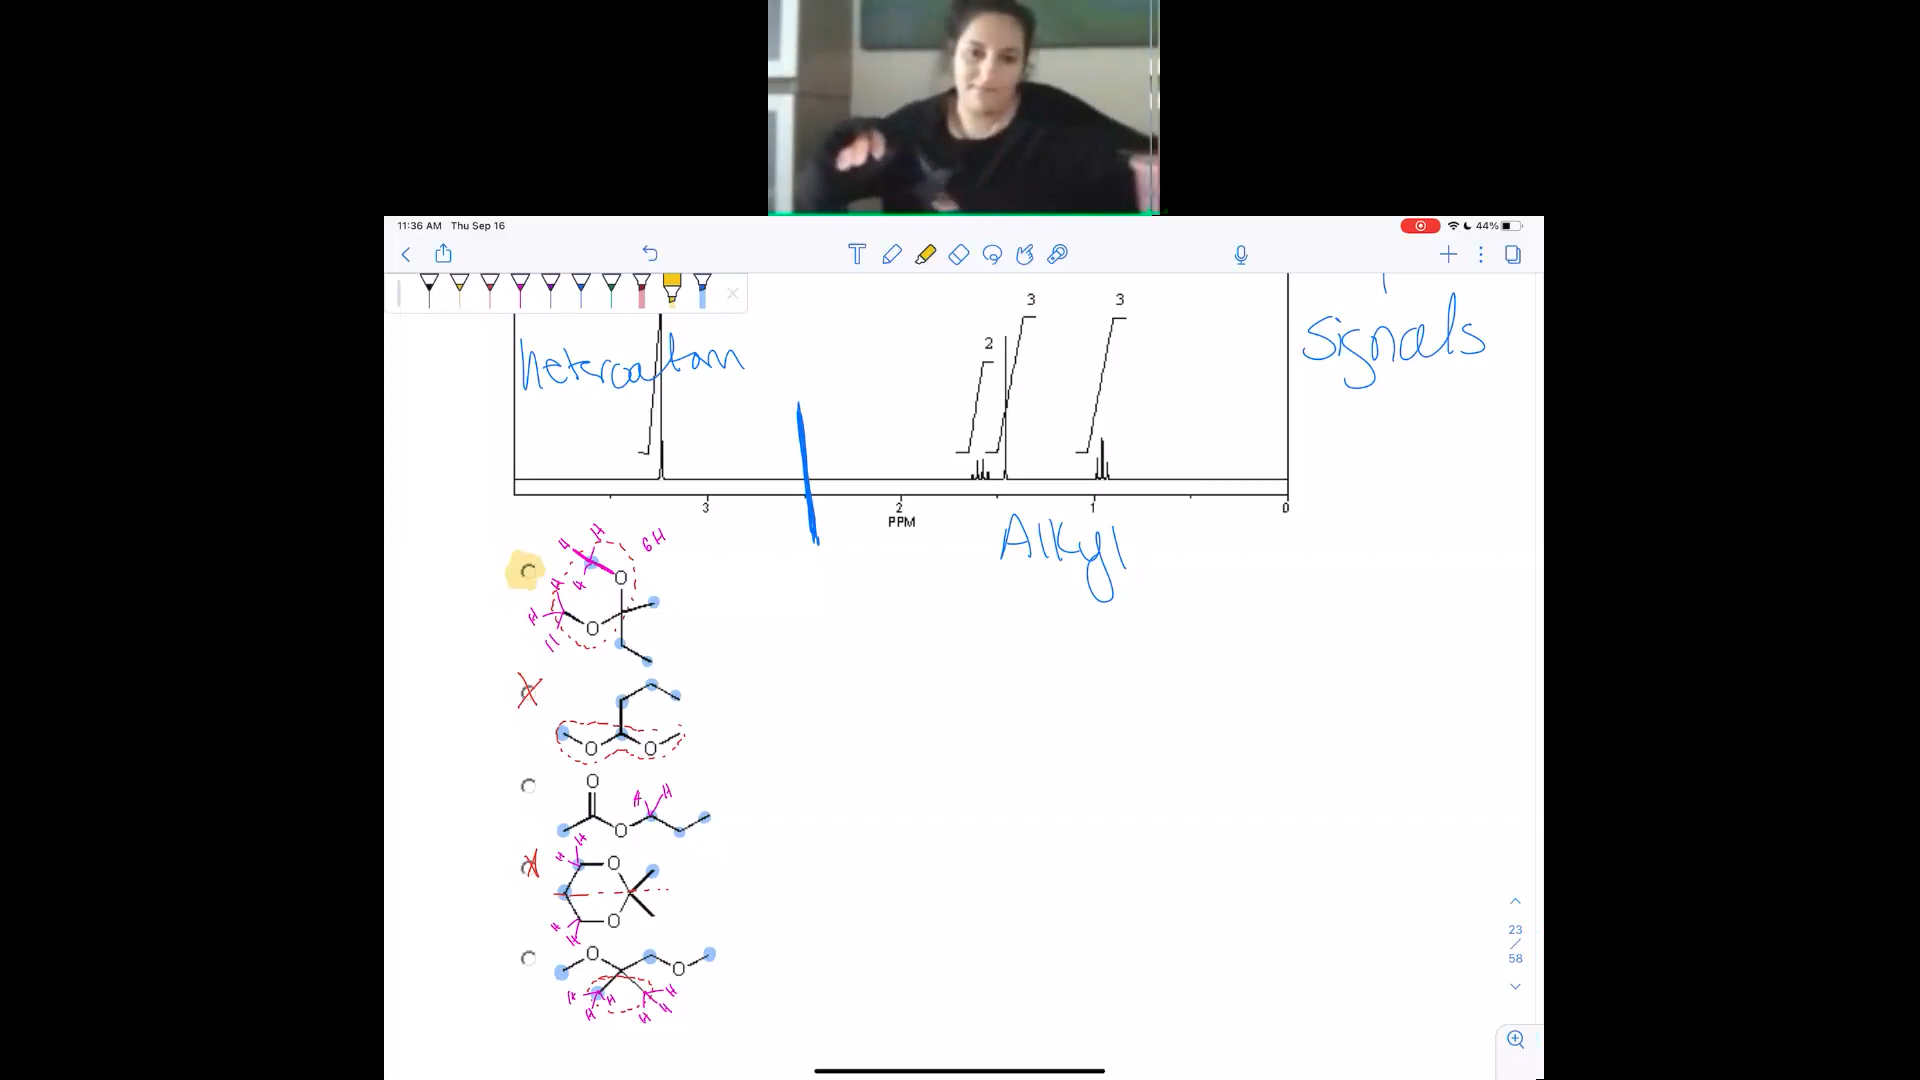 11:36 AM Thu Sep 16
44%
T
3
3
2
heteroatom
signals
3
2
1
0
PPM
Alkyl
H
H
6H
H
H
O
H
H
O
O
O
O
H
H
O
H
H
O
O
H
H
O
O
H
H
H
H
H
H
23
/
58